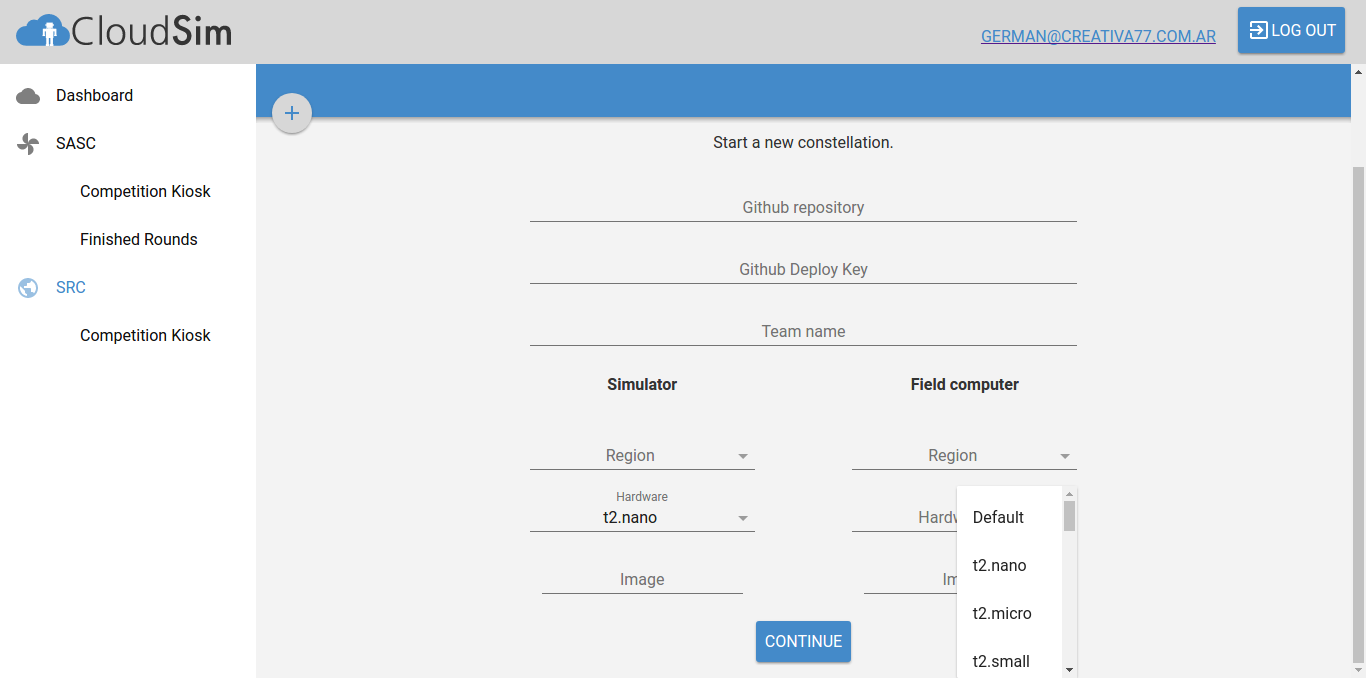 CloudSim
GERMAN@CREATIVA77.COM.AR
LOG OUT
Dashboard
SASC
Competition Kiosk
Finished Rounds
SRC
Competition Kiosk
Start a new constellation.
Github repository
Github Deploy Key
Team name
Simulator
Field computer
Region
Region
Hardware
t2.nano
Hardw
Image
Im
Default
t2.nano
t2.micro
t2.small
CONTINUE